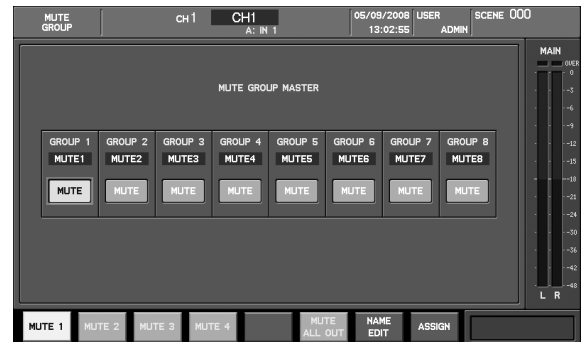 MUTE GROUP
CH 1 CH1
A: IN 1
05/09/2008
13:02:55
USER
ADMIN
SCENE 000
MAIN
MUTE GROUP MASTER
GROUP 1 GROUP 2 GROUP 3 GROUP 4 GROUP 5 GROUP 6 GROUP 7 GROUP 8
MUTE1 MUTE2 MUTE3 MUTE4 MUTE5 MUTE6 MUTE7 MUTE8
MUTE MUTE MUTE MUTE MUTE MUTE MUTE MUTE
OVER
0
-3
-6
-9
-12
-15
-18
-21
-24
-30
-36
-42
-48
L R
MUTE 1 MUTE 2 MUTE 3 MUTE 4 MUTE ALL OUT NAME EDIT ASSIGN